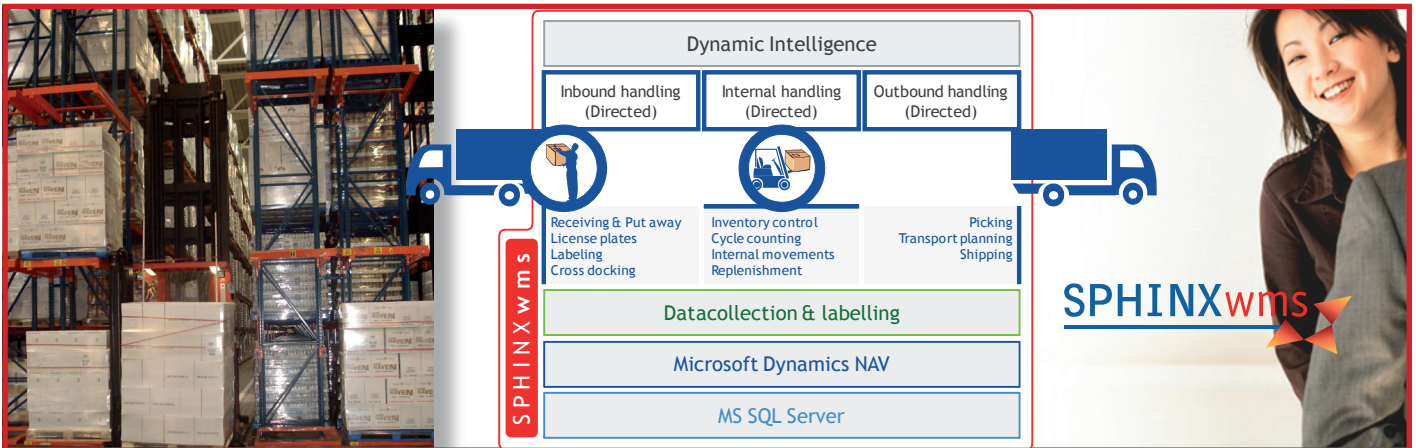 Dynamic Intelligence
Inbound handling
(Directed)
Internal handling
(Directed)
Outbound handling
(Directed)
Receiving & Put away
License plates
Labeling
Cross docking
Inventory control
Cycle counting
Internal movements
Replenishment
Picking
Transport planning
Shipping
SPHINXwms
Datacollection & labelling
Microsoft Dynamics NAV
MS SQL Server
SPHINXwms